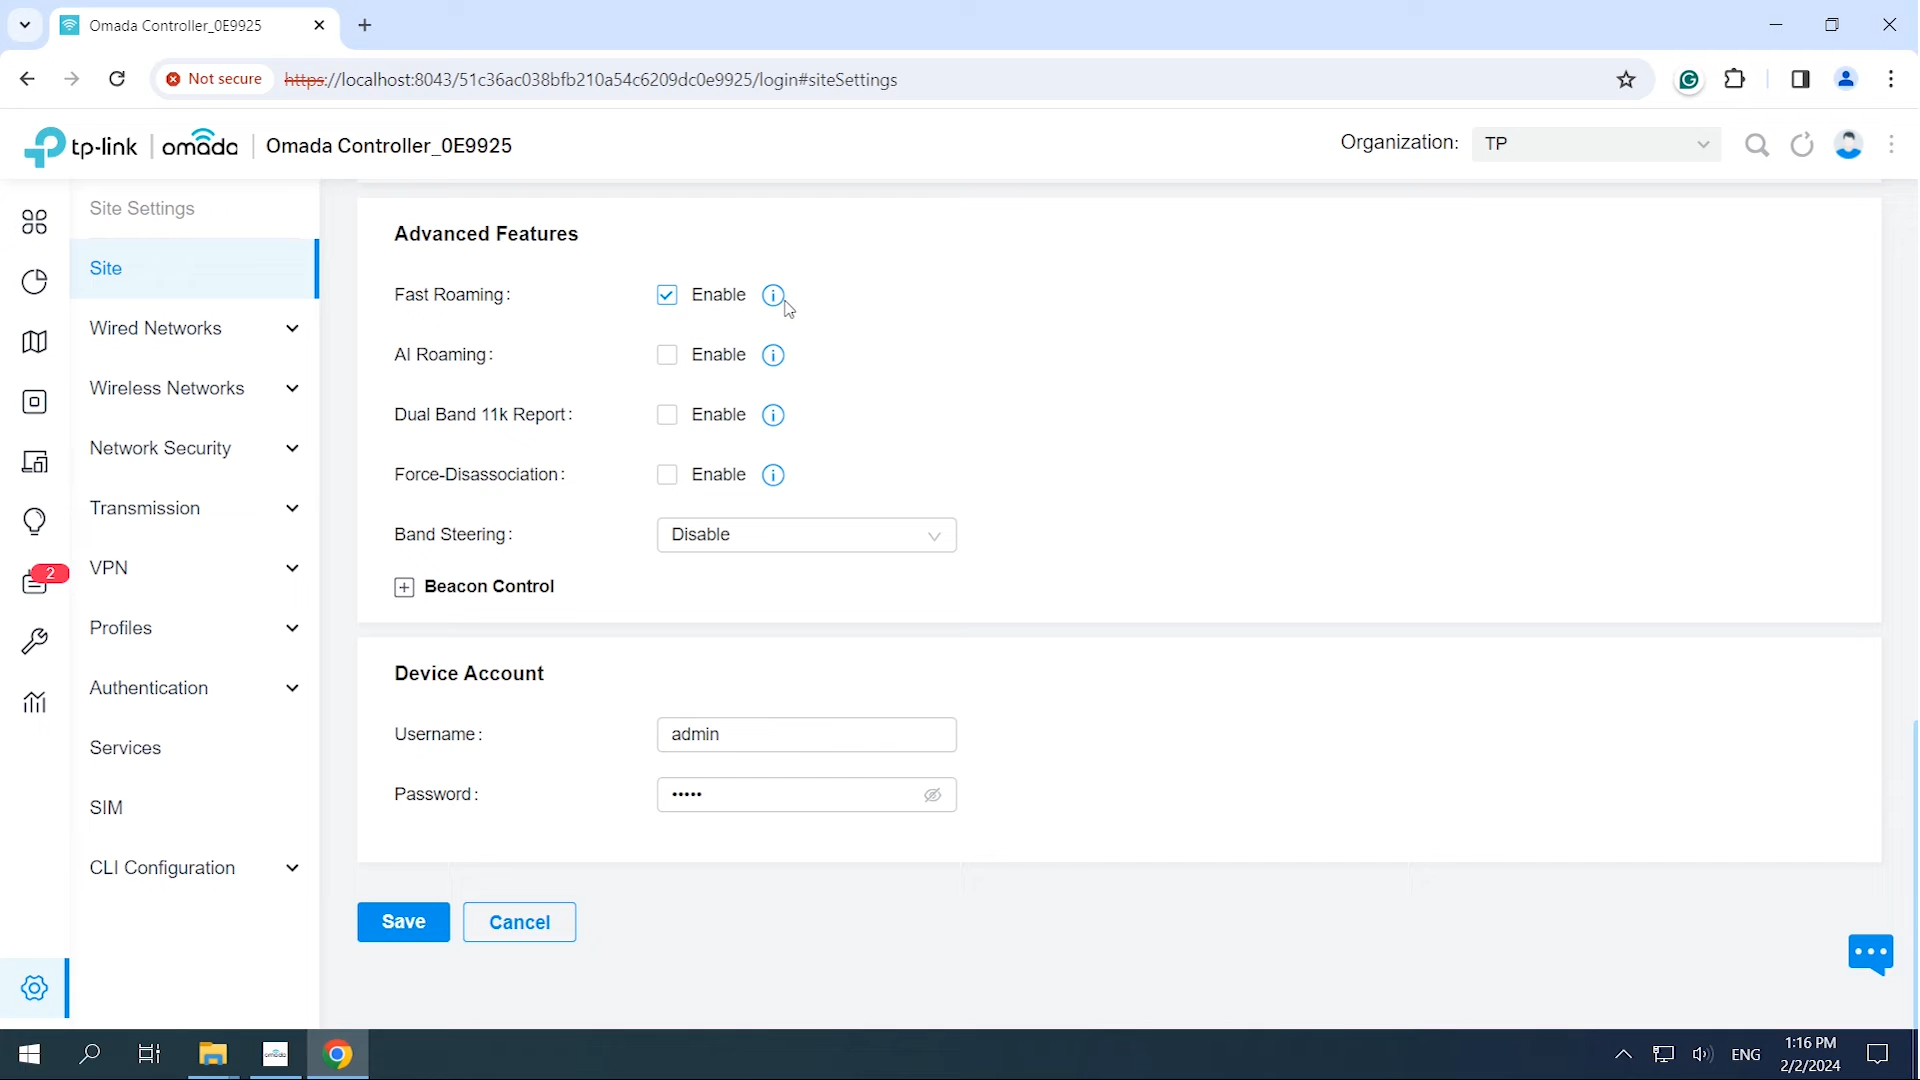 Omada Controller_0E9925
Not secure
https://localhost:8043/51c36ac038bfb210a54c6209dc0e9925/login#siteSettings
tp-link | omada | Omada Controller_0E9925
Organization: TP
Site Settings
Site
Wired Networks
Wireless Networks
Network Security
Transmission
VPN
2
Profiles
Authentication
Services
SIM
CLI Configuration
Advanced Features
Fast Roaming: Enable
AI Roaming: Enable
Dual Band 11k Report: Enable
Force-Disassociation: Enable
Band Steering: Disable
Beacon Control
Device Account
Username: admin
Password: •••••
Save Cancel
omada
ENG
1:16 PM
2/2/2024